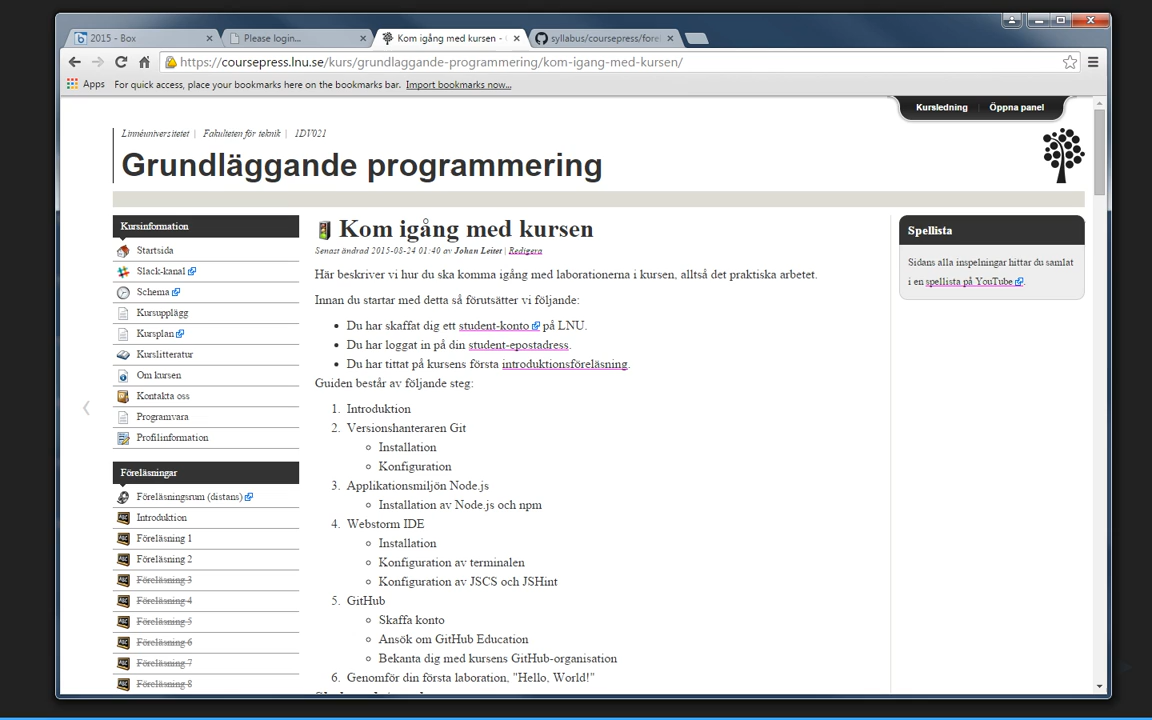 2015 - Box
Please login...
Kom igång med kursen -
syllabus/coursepress/fore
https://coursepress.lnu.se/kurs/grundlaggande-programmering/kom-igang-med-kursen/
Apps For quick access, place your bookmarks here on the bookmarks bar. Import bookmarks now...
Kursledning Öppna panel
Linnéuniversitetet | Fakulteten för teknik | 1DV021
Grundläggande programmering
Kursinformation
Startsida
Slack-kanal
Schema
Kursupplägg
Kursplan
Kurslitteratur
Om kursen
Kontakta oss
Programvara
Profilinformation
Föreläsningar
Föreläsningsrum (distans)
Introduktion
Föreläsning 1
Föreläsning 2
Föreläsning 3
Föreläsning 4
Föreläsning 5
Föreläsning 6
Föreläsning 7
Föreläsning 8
Kom igång med kursen
Senast ändrad 2015-08-24 01:40 av Johan Leitet | Redigera
Här beskriver vi hur du ska komma igång med laborationerna i kursen, alltså det praktiska arbetet.
Innan du startar med detta så förutsätter vi följande:
• Du har skaffat dig ett student-konto på LNU.
• Du har loggat in på din student-epostadress.
• Du har tittat på kursens första introduktionsföreläsning.
Guiden består av följande steg:
1. Introduktion
2. Versionshanteraren Git
Installation
Konfiguration
3. Applikationsmiljön Node.js
Installation av Node.js och npm
4. Webstorm IDE
Installation
Konfiguration av terminalen
Konfiguration av JSCS och JSHint
5. GitHub
Skaffa konto
Ansök om GitHub Education
Bekanta dig med kursens GitHub-organisation
6. Genomför din första laboration, "Hello, World!"
Spellista
Sidans alla inspelningar hittar du samlat
i en spellista på YouTube.